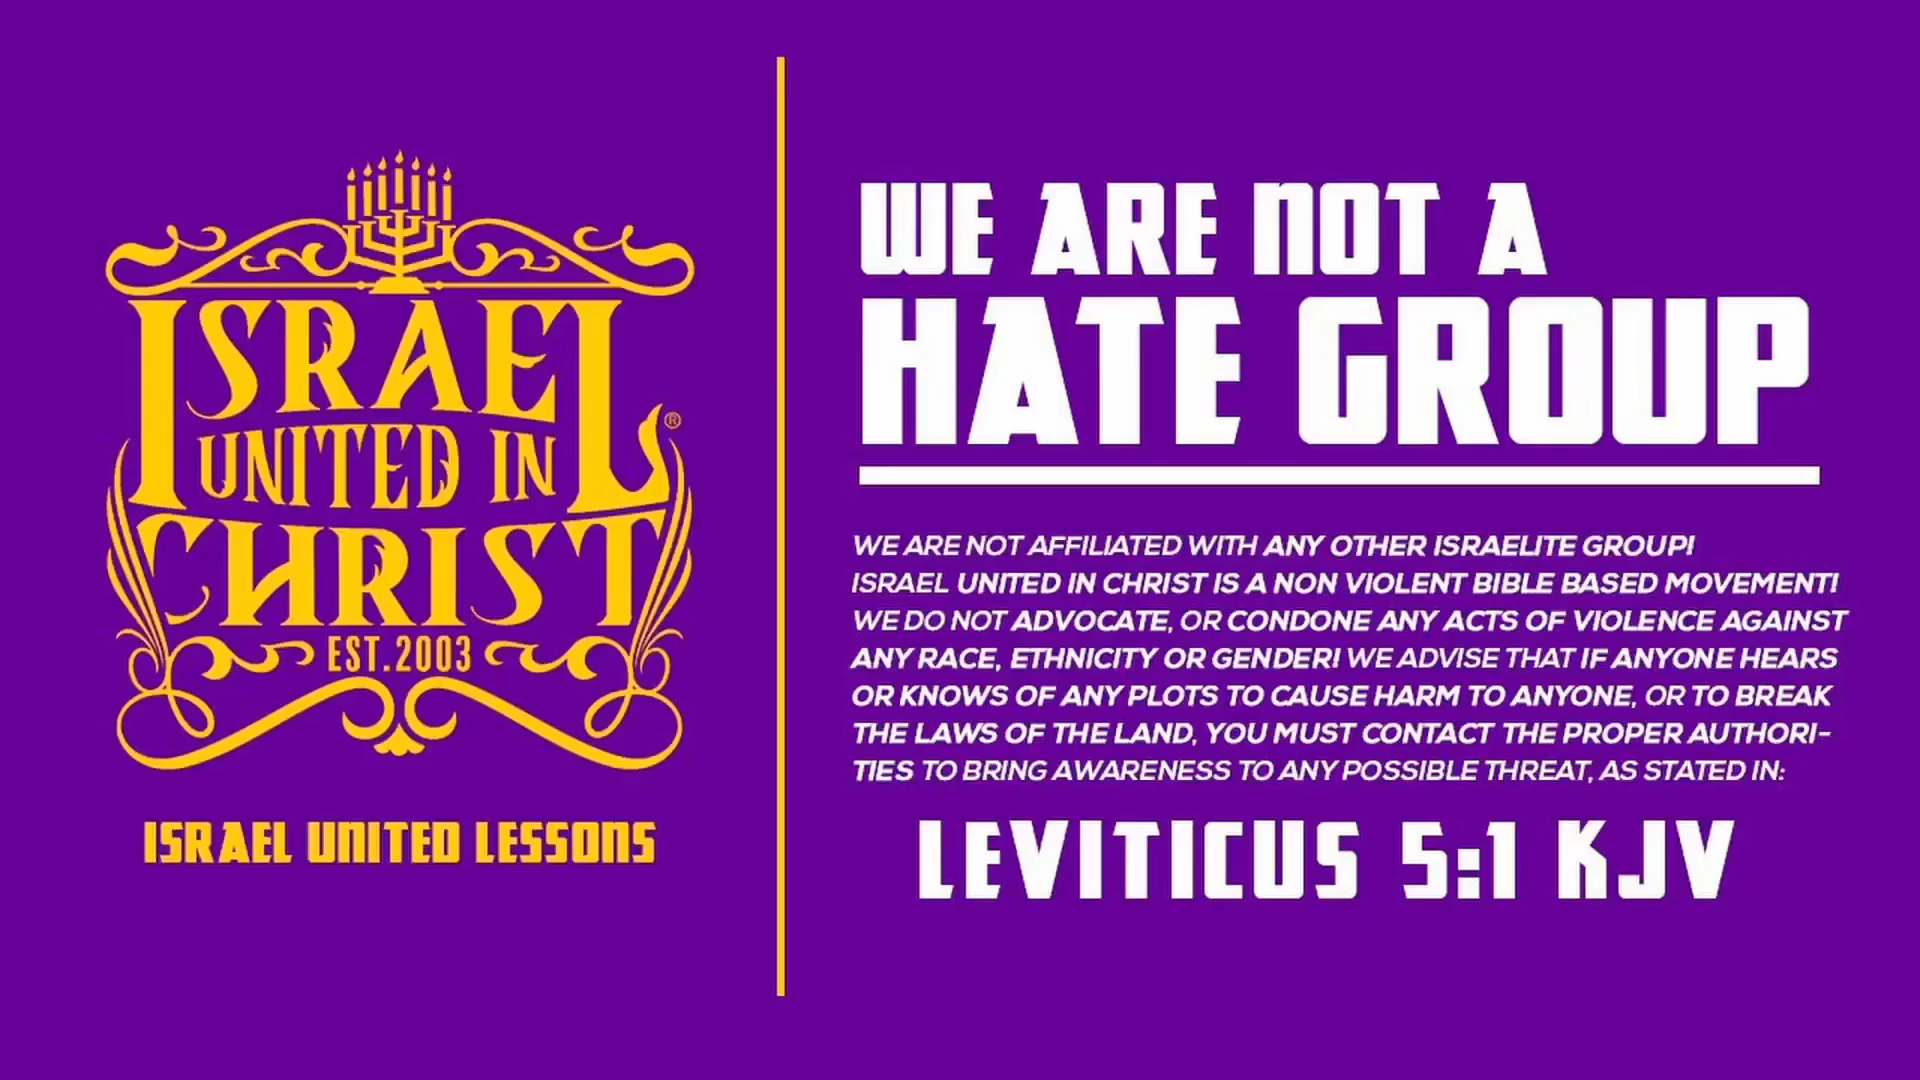 ISRAEL
UNITED IN
CHRIST
®
EST.2003
ISRAEL UNITED LESSONS
WE ARE NOT A
HATE GROUP
WE ARE NOT AFFILIATED WITH ANY OTHER ISRAELITE GROUP!
ISRAEL UNITED IN CHRIST IS A NON VIOLENT BIBLE BASED MOVEMENT!
WE DO NOT ADVOCATE, OR CONDONE ANY ACTS OF VIOLENCE AGAINST
ANY RACE, ETHNICITY OR GENDER! WE ADVISE THAT IF ANYONE HEARS
OR KNOWS OF ANY PLOTS TO CAUSE HARM TO ANYONE, OR TO BREAK
THE LAWS OF THE LAND, YOU MUST CONTACT THE PROPER AUTHORI-
TIES TO BRING AWARENESS TO ANY POSSIBLE THREAT, AS STATED IN:
LEVITICUS 5:1 KJV